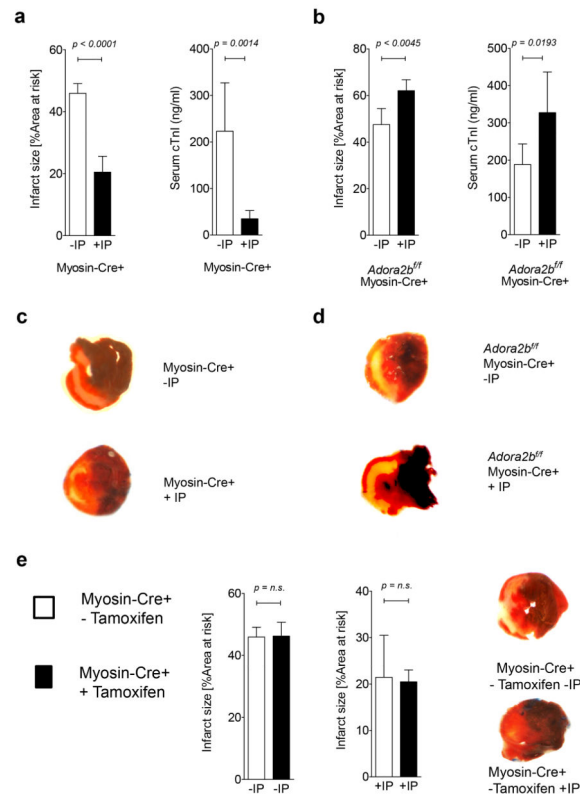 a
p < 0.0001
Infarct size [%Area at risk]
60
40
20
0
-IP +IP
Myosin-Cre+
p = 0.0014
Serum cTnI (ng/ml)
400
300
200
100
0
-IP +IP
Myosin-Cre+
b
p < 0.0045
Infarct size [%Area at risk]
80
60
40
20
0
-IP +IP
Adora2b^f/f
Myosin-Cre+
p = 0.0193
Serum cTnI (ng/ml)
500
400
300
200
100
0
-IP +IP
Adora2b^f/f
Myosin-Cre+
c
Myosin-Cre+
-IP
Myosin-Cre+
+ IP
d
Adora2b^f/f
Myosin-Cre+
-IP
Adora2b^f/f
Myosin-Cre+
+ IP
e
Myosin-Cre+
- Tamoxifen
Myosin-Cre+
+ Tamoxifen
p = n.s.
Infarct size [%Area at risk]
60
40
20
0
-IP -IP
p = n.s.
Infarct size [%Area at risk]
40
30
20
10
0
+IP +IP
Myosin-Cre+
- Tamoxifen -IP
Myosin-Cre+
-Tamoxifen +IP